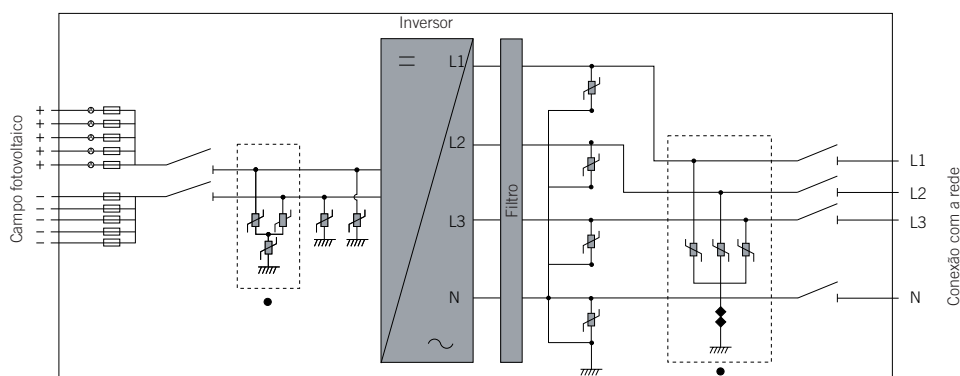 Inversor
Campo fotovoltaico
+
+
+
+
+
−
−
−
−
−
L1
L2
L3
N
Filtro
L1
L2
L3
N
Conexão com a rede